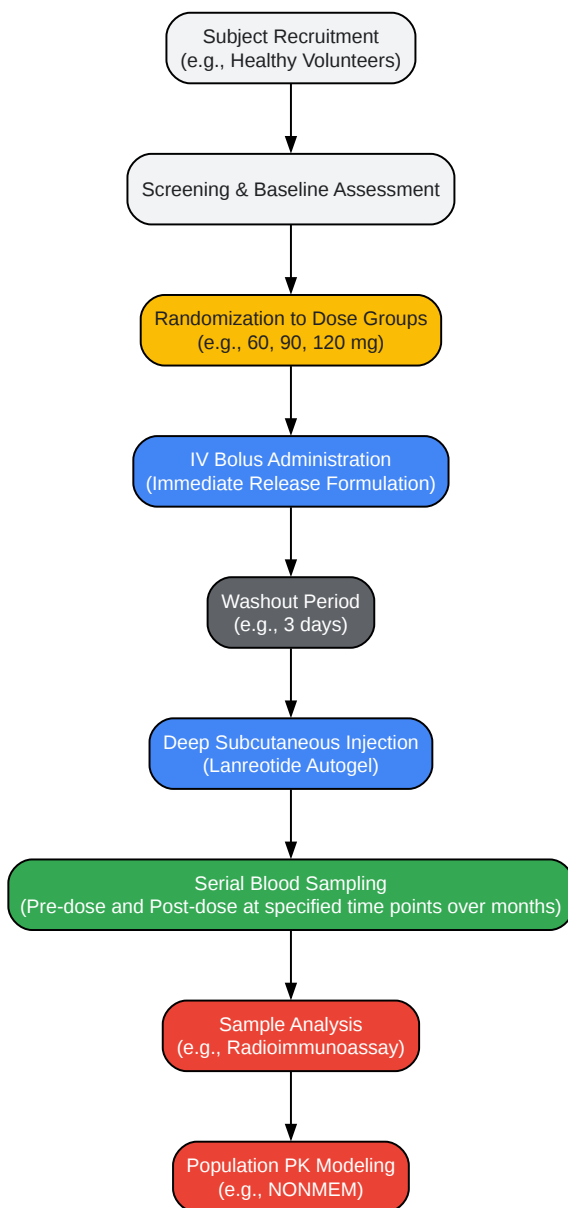 Subject Recruitment
(e.g., Healthy Volunteers)
Screening & Baseline Assessment
Randomization to Dose Groups
(e.g., 60, 90, 120 mg)
IV Bolus Administration
(Immediate Release Formulation)
Washout Period
(e.g., 3 days)
Deep Subcutaneous Injection
(Lanreotide Autogel)
Serial Blood Sampling
(Pre-dose and Post-dose at specified time points over months)
Sample Analysis
(e.g., Radioimmunoassay)
Population PK Modeling
(e.g., NONMEM)